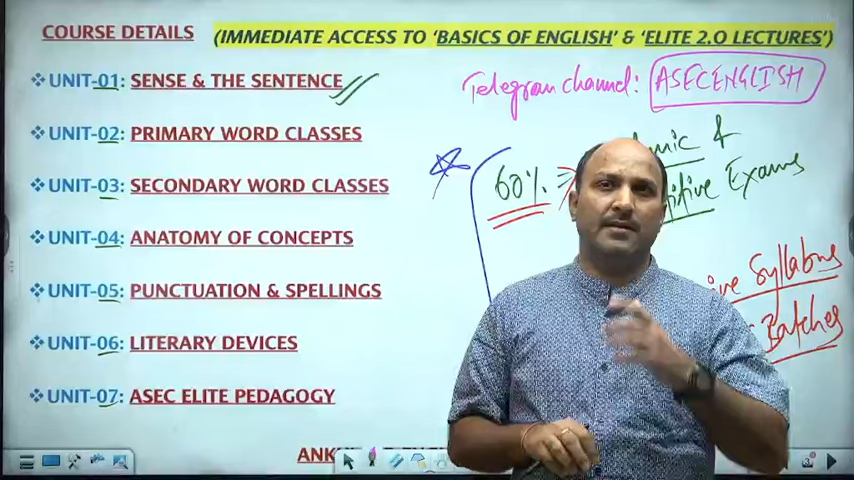 COURSE DETAILS
(IMMEDIATE ACCESS TO ‘BASICS OF ENGLISH’ & ‘ELITE 2.O LECTURES’)
❖UNIT-01: SENSE & THE SENTENCE
Telegram channel: ASECENGLISH
❖UNIT-02: PRIMARY WORD CLASSES
&
❖UNIT-03: SECONDARY WORD CLASSES
60%
Exams
❖UNIT-04: ANATOMY OF CONCEPTS
Syllabus
❖UNIT-05: PUNCTUATION & SPELLINGS
Batches
❖UNIT-06: LITERARY DEVICES
❖UNIT-07: ASEC ELITE PEDAGOGY